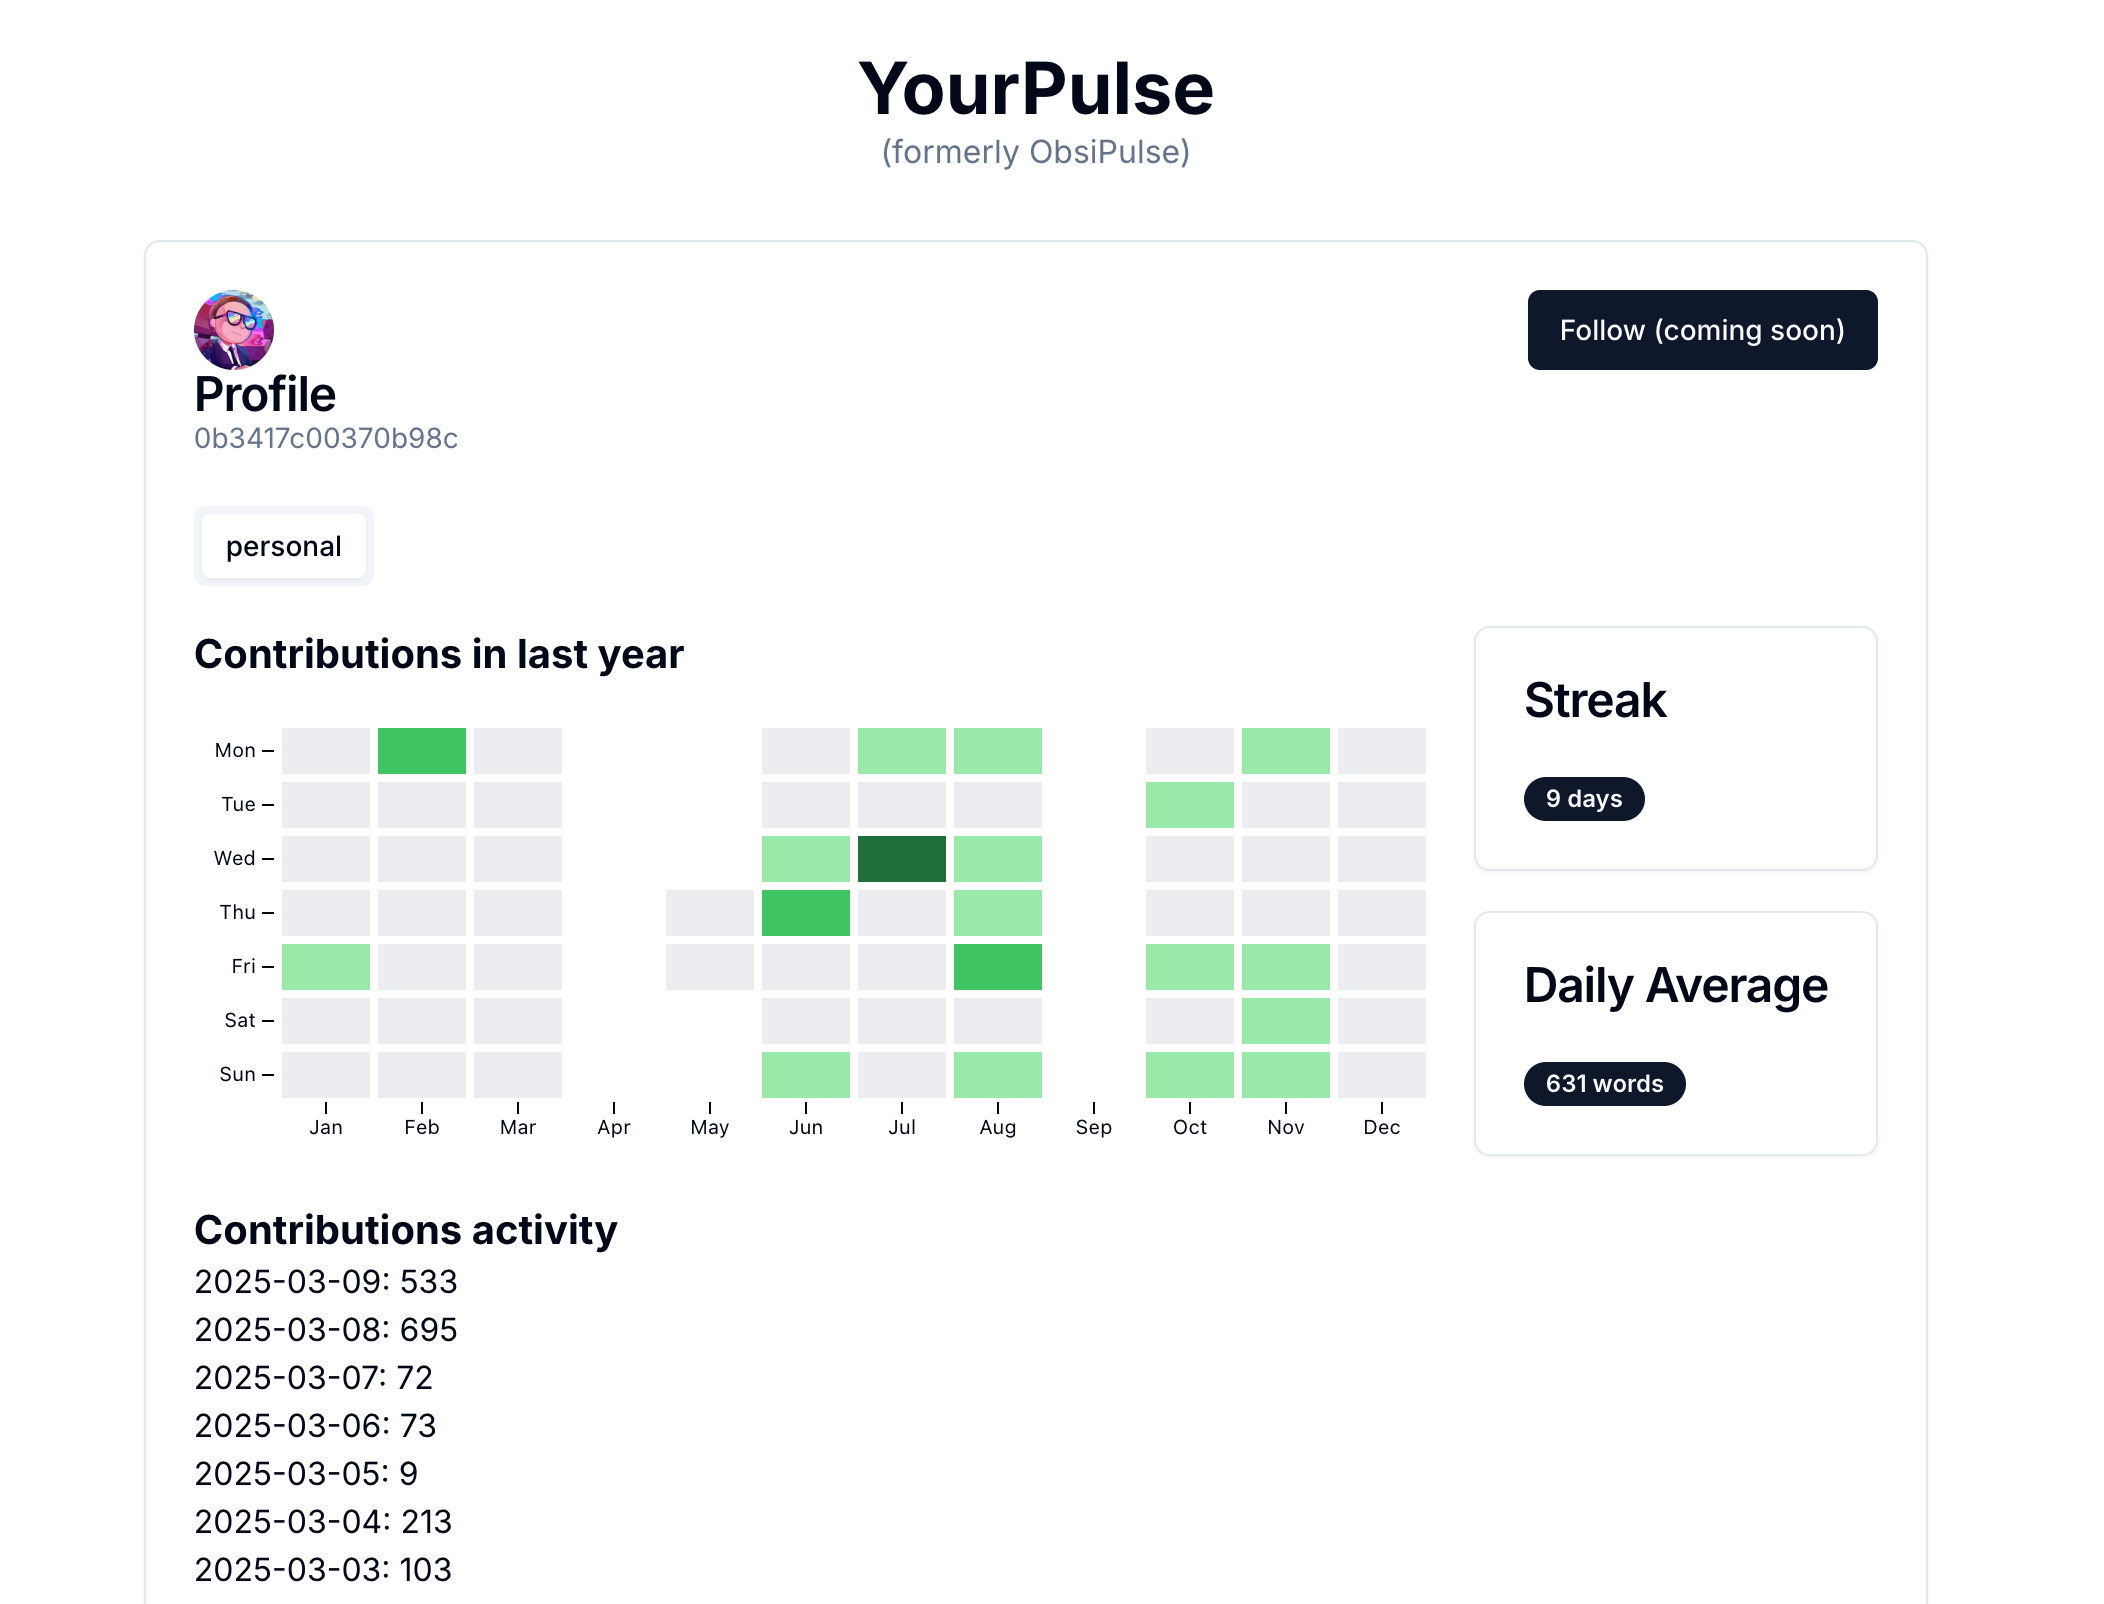 YourPulse
(formerly ObsiPulse)
Follow (coming soon)
Profile
0b3417c00370b98c
personal
Contributions in last year
Mon
Tue
Wed
Thu
Fri
Sat
Sun
Jan Feb Mar Apr May Jun Jul Aug Sep Oct Nov Dec
Streak
9 days
Daily Average
631 words
Contributions activity
2025-03-09: 533
2025-03-08: 695
2025-03-07: 72
2025-03-06: 73
2025-03-05: 9
2025-03-04: 213
2025-03-03: 103